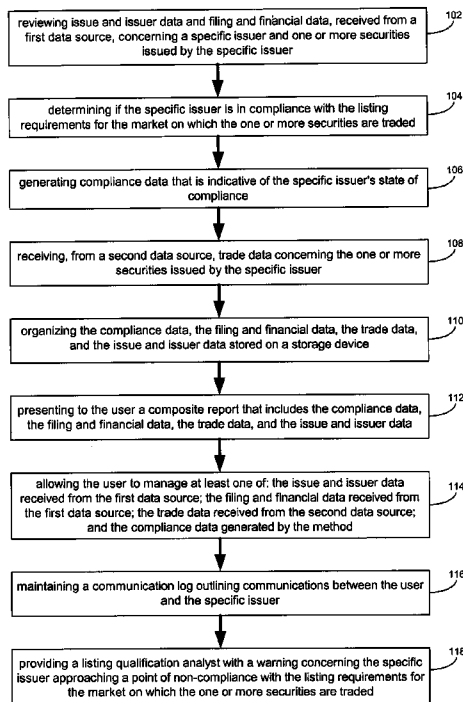 reviewing issue and issuer data and filing and financial data, received from a
first data source, concerning a specific issuer and one or more securities
issued by the specific issuer
102
determining if the specific issuer is in compliance with the listing
requirements for the market on which the one or more securities are traded
104
generating compliance data that is indicative of the specific issuer's state of
compliance
106
receiving, from a second data source, trade data concerning the one or more
securities issued by the specific issuer
108
organizing the compliance data, the filing and financial data, the trade data,
and the issue and issuer data stored on a storage device
110
presenting to the user a composite report that includes the compliance data,
the filing and financial data, the trade data, and the issue and issuer data
112
allowing the user to manage at least one of: the issue and issuer data
received from the first data source; the filing and financial data received from
the first data source; the trade data received from the second data source;
and the compliance data generated by the method
114
maintaining a communication log outlining communications between the user
and the specific issuer
116
providing a listing qualification analyst with a warning concerning the specific
issuer approaching a point of non-compliance with the listing requirements for
the market on which the one or more securities are traded
118